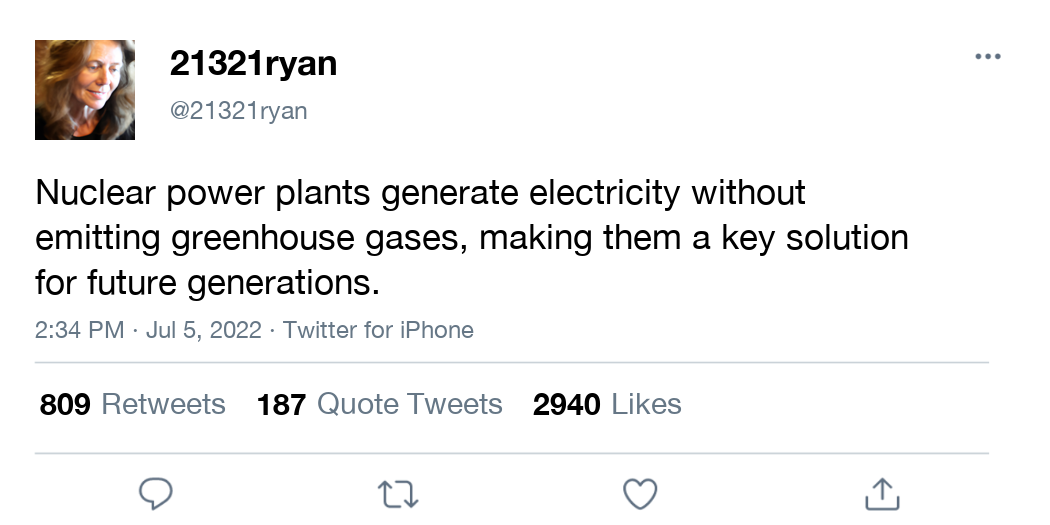 21321ryan
@21321ryan
Nuclear power plants generate electricity without
emitting greenhouse gases, making them a key solution
for future generations.
2:34 PM · Jul 5, 2022 · Twitter for iPhone
809 Retweets 187 Quote Tweets 2940 Likes